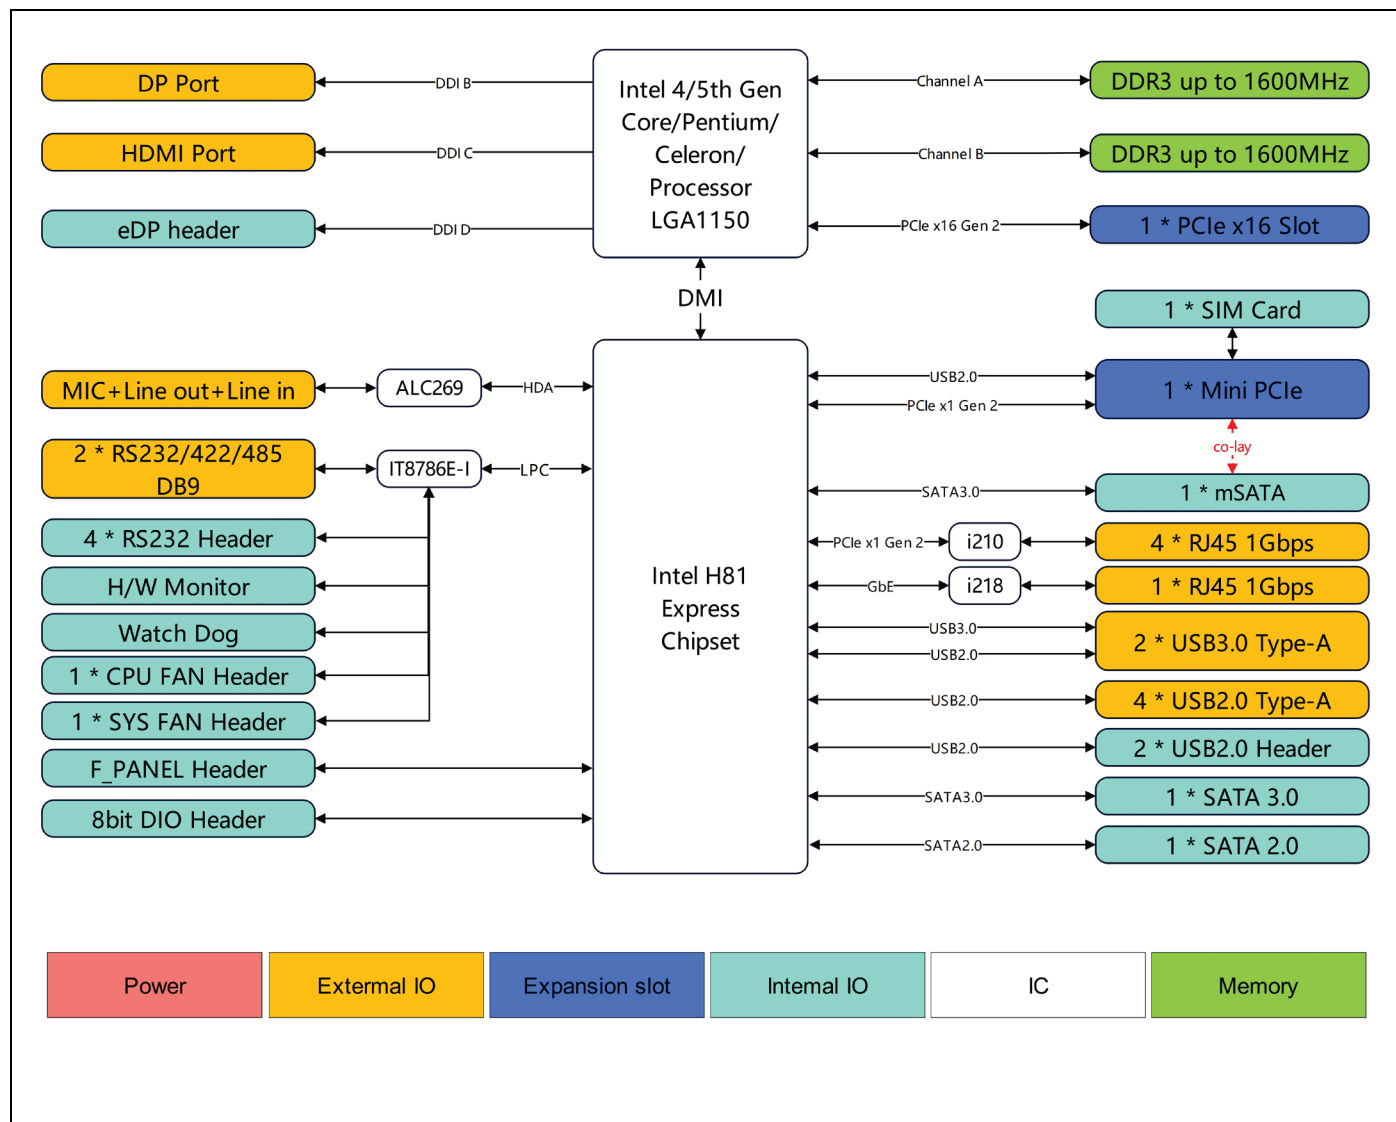 DP Port
DDI B
HDMI Port
DDI C
eDP header
DDI D
Intel 4/5th Gen
Core/Pentium/
Celeron/
Processor
LGA1150
Channel A
DDR3 up to 1600MHz
Channel B
DDR3 up to 1600MHz
PCIe x16 Gen 2
1 * PCIe x16 Slot
DMI
MIC+Line out+Line in
ALC269
HDA
2 * RS232/422/485
DB9
IT8786E-I
LPC
4 * RS232 Header
H/W Monitor
Watch Dog
1 * CPU FAN Header
1 * SYS FAN Header
F_PANEL Header
8bit DIO Header
Intel H81
Express
Chipset
1 * SIM Card
USB2.0
PCIe x1 Gen 2
1 * Mini PCIe
co-lay
SATA3.0
1 * mSATA
PCIe x1 Gen 2
i210
4 * RJ45 1Gbps
GbE
i218
1 * RJ45 1Gbps
USB3.0
USB2.0
2 * USB3.0 Type-A
USB2.0
4 * USB2.0 Type-A
USB2.0
2 * USB2.0 Header
SATA3.0
1 * SATA 3.0
SATA2.0
1 * SATA 2.0
Power
Extermal IO
Expansion slot
Intemal IO
IC
Memory